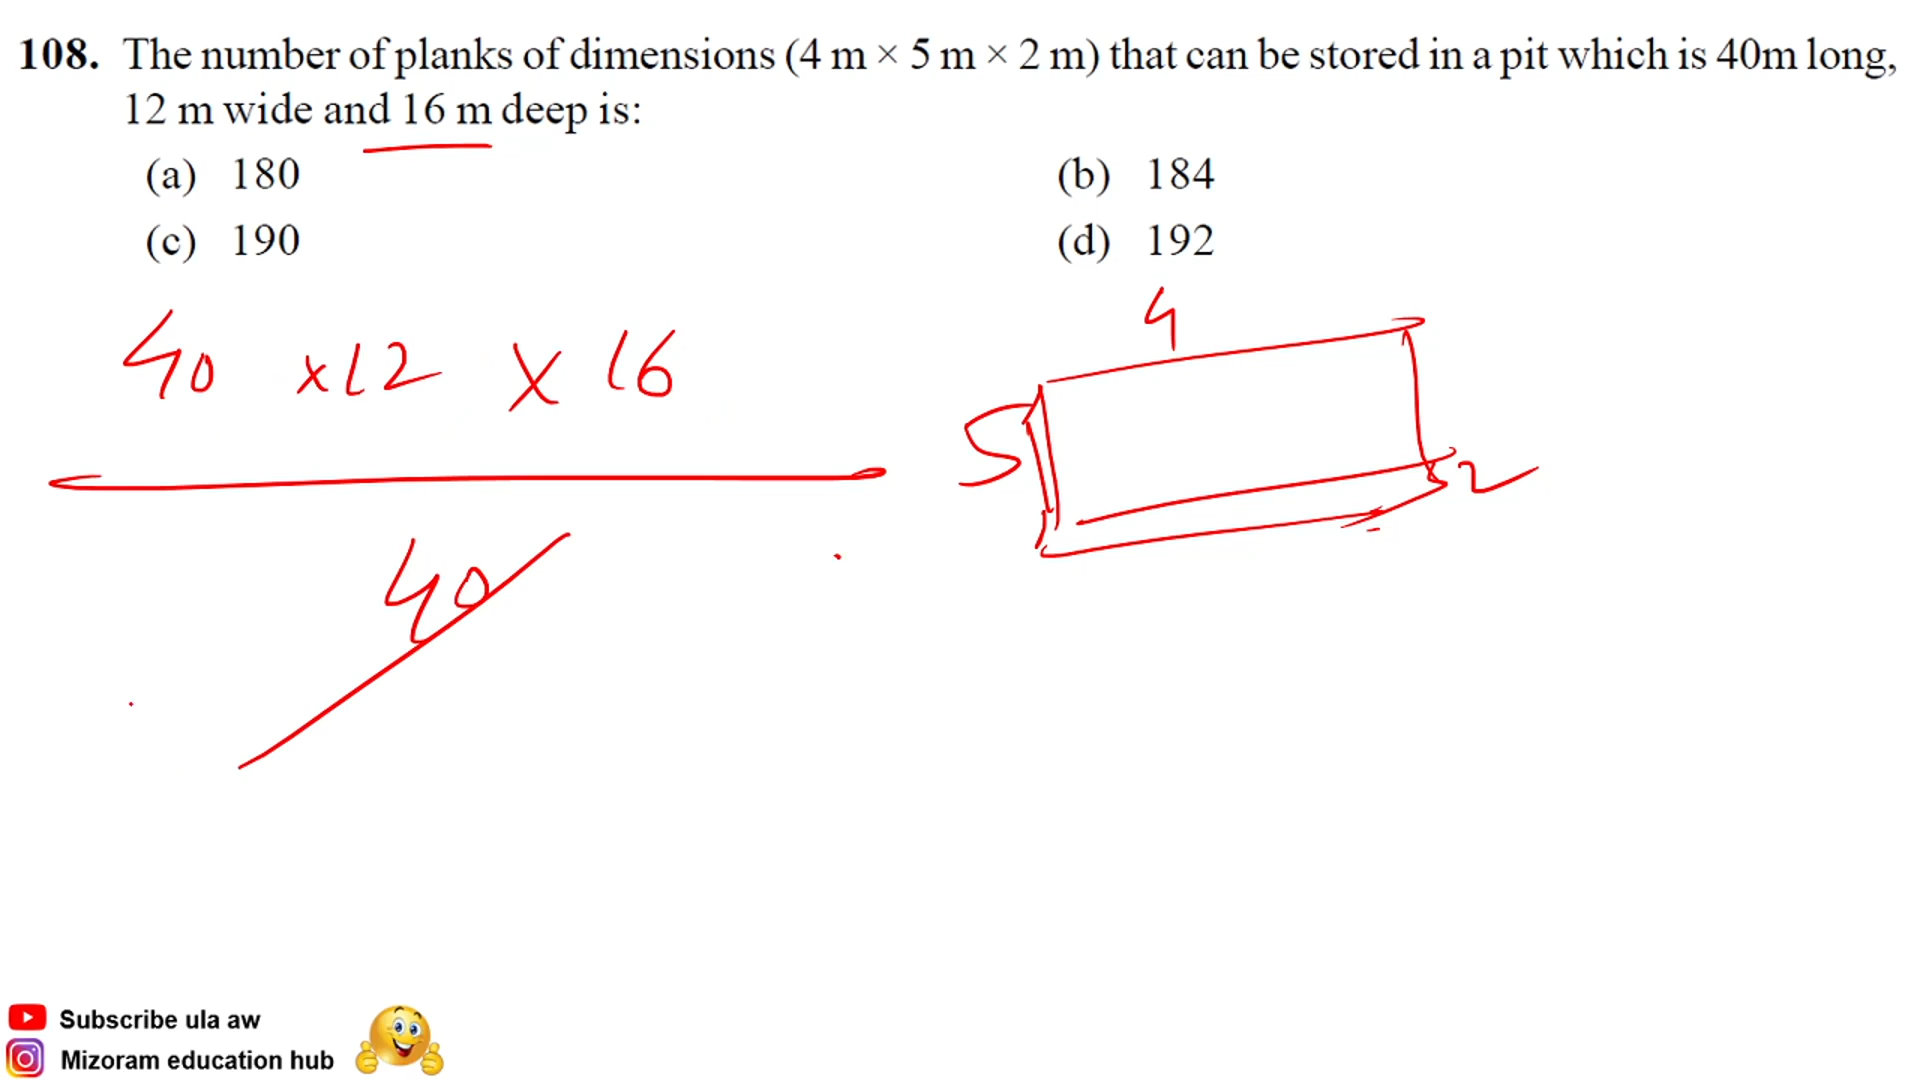 108. The number of planks of dimensions (4 m × 5 m × 2 m) that can be stored in a pit which is 40m long,
12 m wide and 16 m deep is:
(a) 180 (b) 184
(c) 190 (d) 192
4
40 x12 X 16
5
2
40
Subscribe ula aw
Mizoram education hub